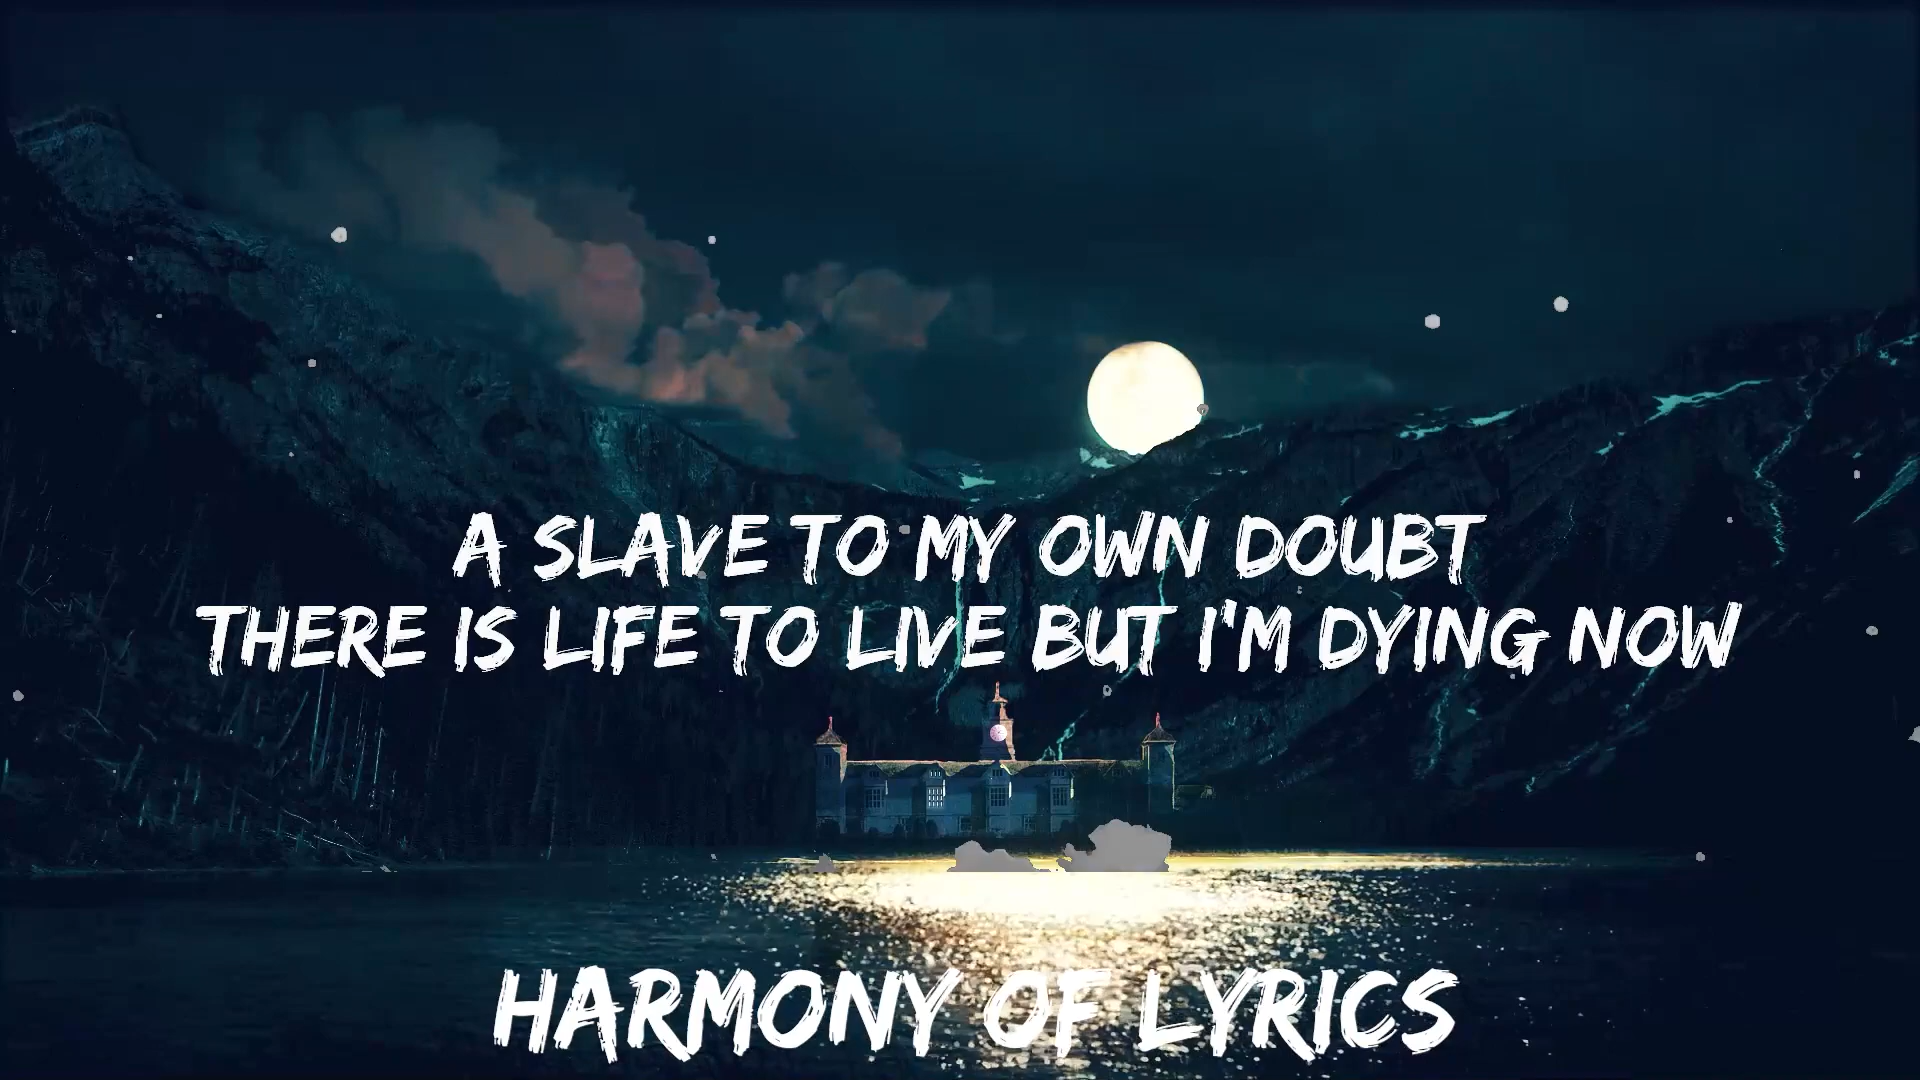 A SLAVE TO MY OWN DOUBT
THERE IS LIFE TO LIVE BUT I'M DYING NOW
HARMONY OF LYRICS